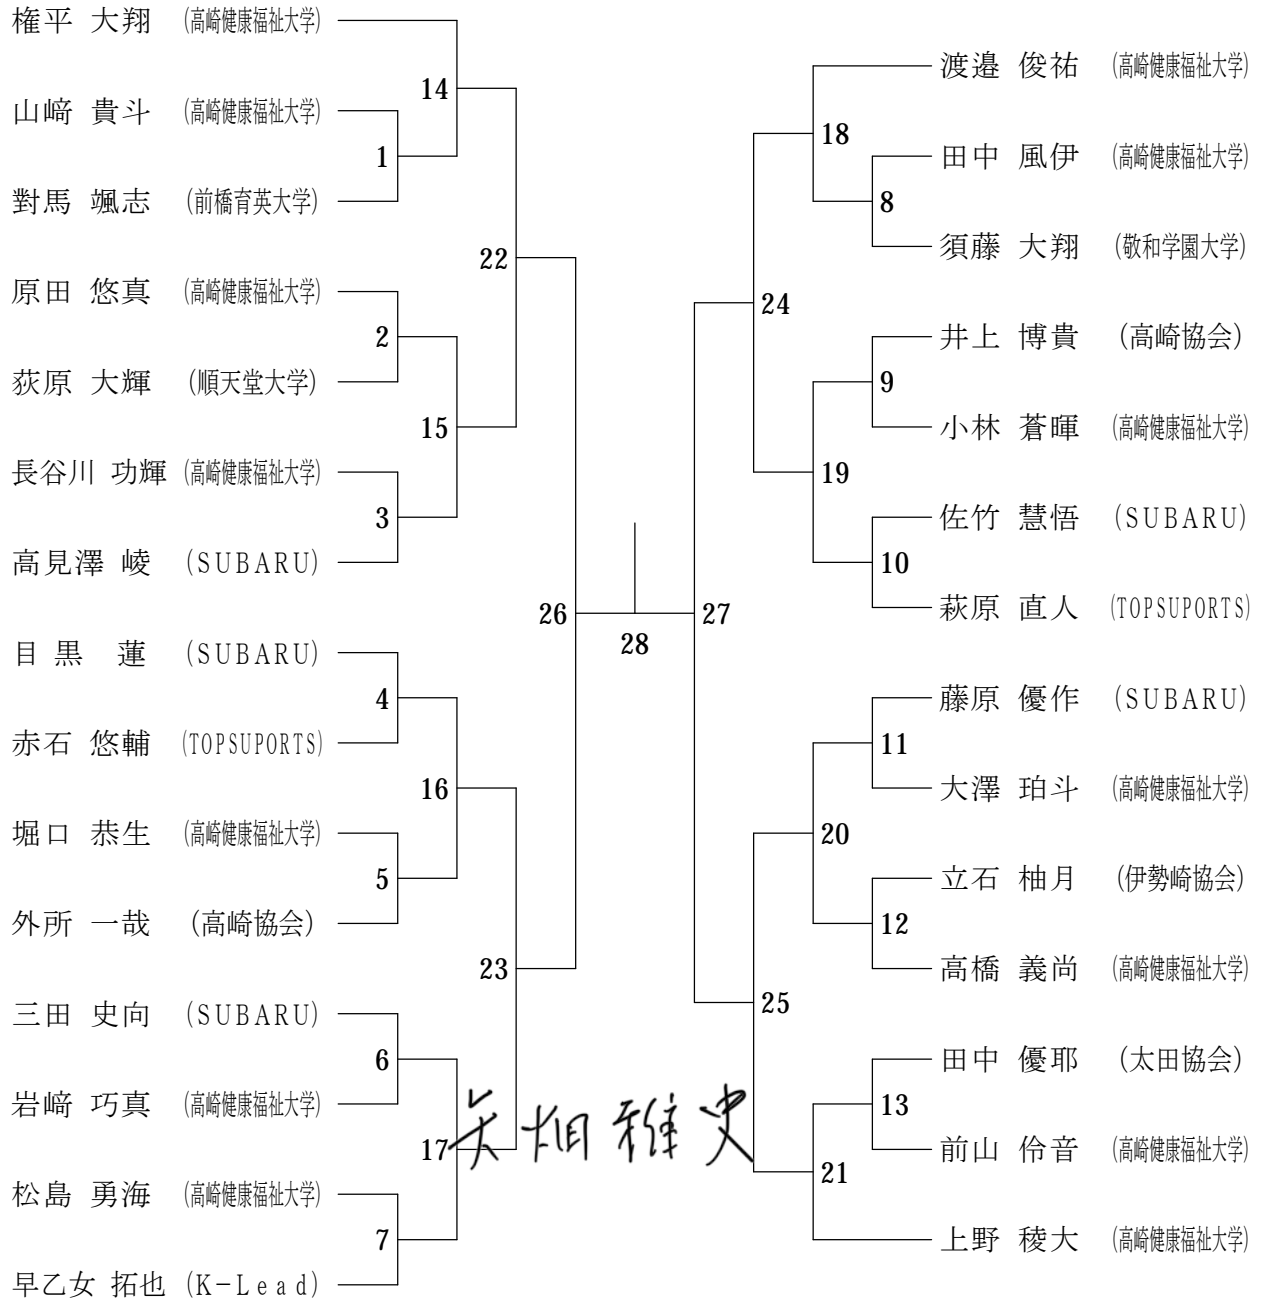 権平 大翔 (高崎健康福祉大学)
山﨑 貴斗 (高崎健康福祉大学)
對馬 颯志 (前橋育英大学)
原田 悠真 (高崎健康福祉大学)
荻原 大輝 (順天堂大学)
長谷川 功輝 (高崎健康福祉大学)
高見澤 崚 (SUBARU)
目黒 蓮 (SUBARU)
赤石 悠輔 (TOPSUPORTS)
堀口 恭生 (高崎健康福祉大学)
外所 一哉 (高崎協会)
三田 史向 (SUBARU)
岩﨑 巧真 (高崎健康福祉大学)
松島 勇海 (高崎健康福祉大学)
早乙女 拓也 (K-Lead)
1
2
3
4
5
6
7
14
15
16
17
22
23
26
28
27
24
25
18
19
20
21
8
9
10
11
12
13
渡邉 俊祐 (高崎健康福祉大学)
田中 風伊 (高崎健康福祉大学)
須藤 大翔 (敬和学園大学)
井上 博貴 (高崎協会)
小林 蒼暉 (高崎健康福祉大学)
佐竹 慧悟 (SUBARU)
萩原 直人 (TOPSUPORTS)
藤原 優作 (SUBARU)
大澤 珀斗 (高崎健康福祉大学)
立石 柚月 (伊勢崎協会)
高橋 義尚 (高崎健康福祉大学)
田中 優耶 (太田協会)
前山 伶音 (高崎健康福祉大学)
上野 稜大 (高崎健康福祉大学)
矢畑 雅史